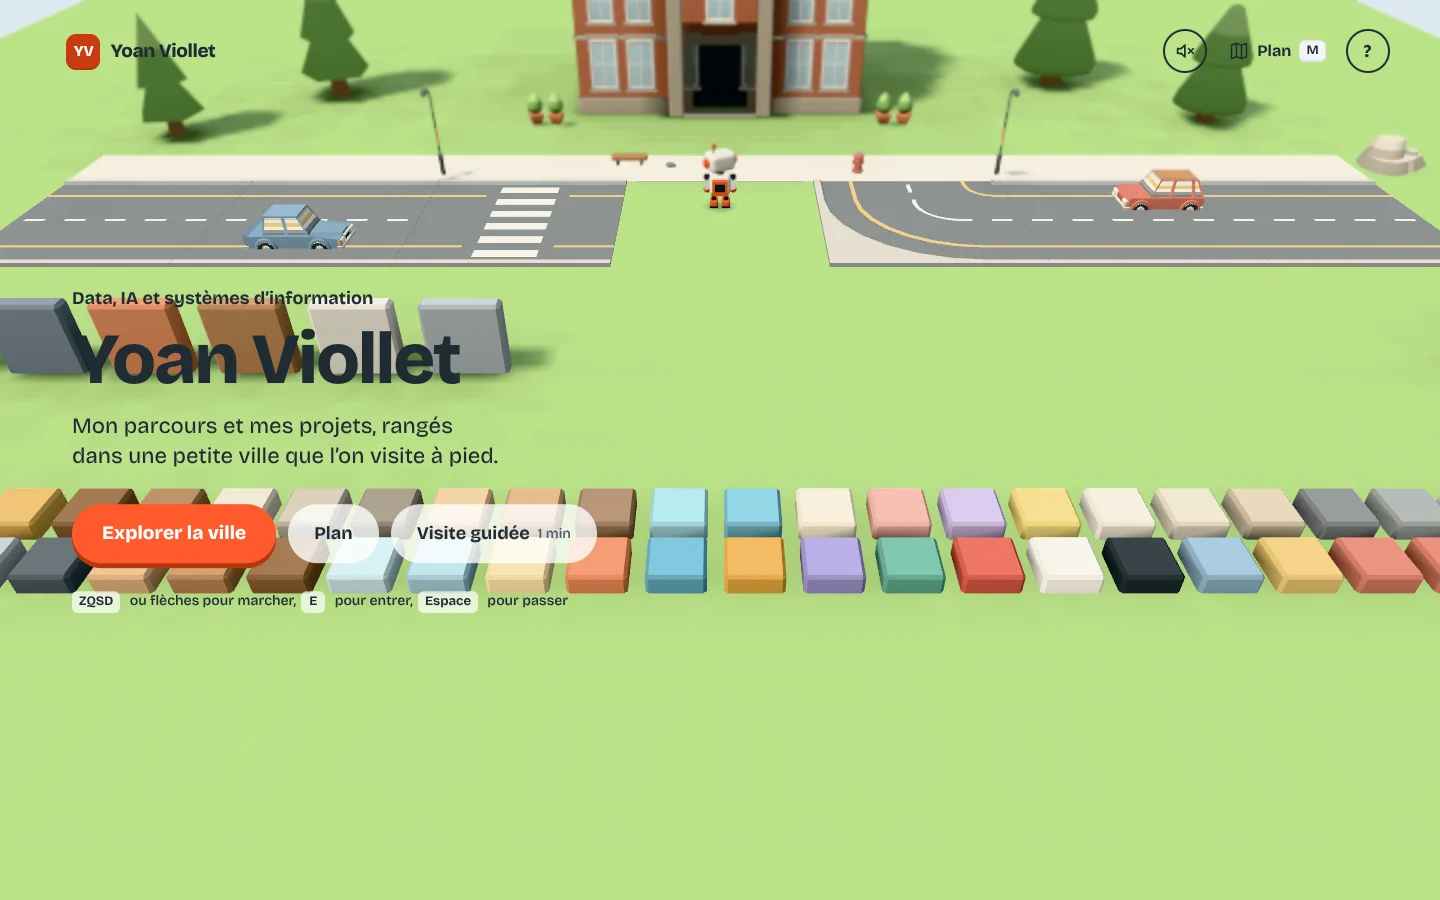 YV Yoan Viollet
Plan M ?
Data, IA et systèmes d’information
Yoan Viollet
Mon parcours et mes projets, rangés
dans une petite ville que l’on visite à pied.
Explorer la ville Plan Visite guidée 1 min
ZQSD ou flèches pour marcher, E pour entrer, Espace pour passer